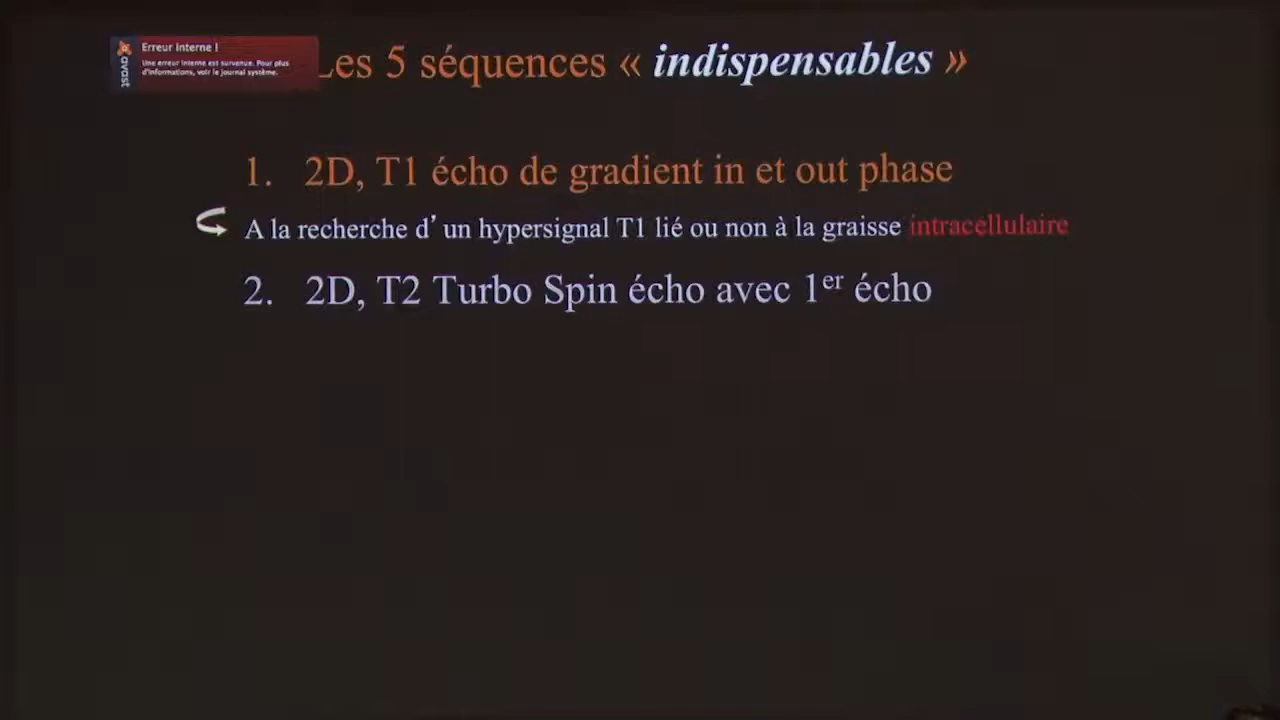 avast
Erreur Interne !
Une erreur interne est survenue. Pour plus
d'informations, voir le journal système.
Les 5 séquences « indispensables »
1. 2D, T1 écho de gradient in et out phase
A la recherche d’un hypersignal T1 lié ou non à la graisse intracellulaire
2. 2D, T2 Turbo Spin écho avec 1er écho